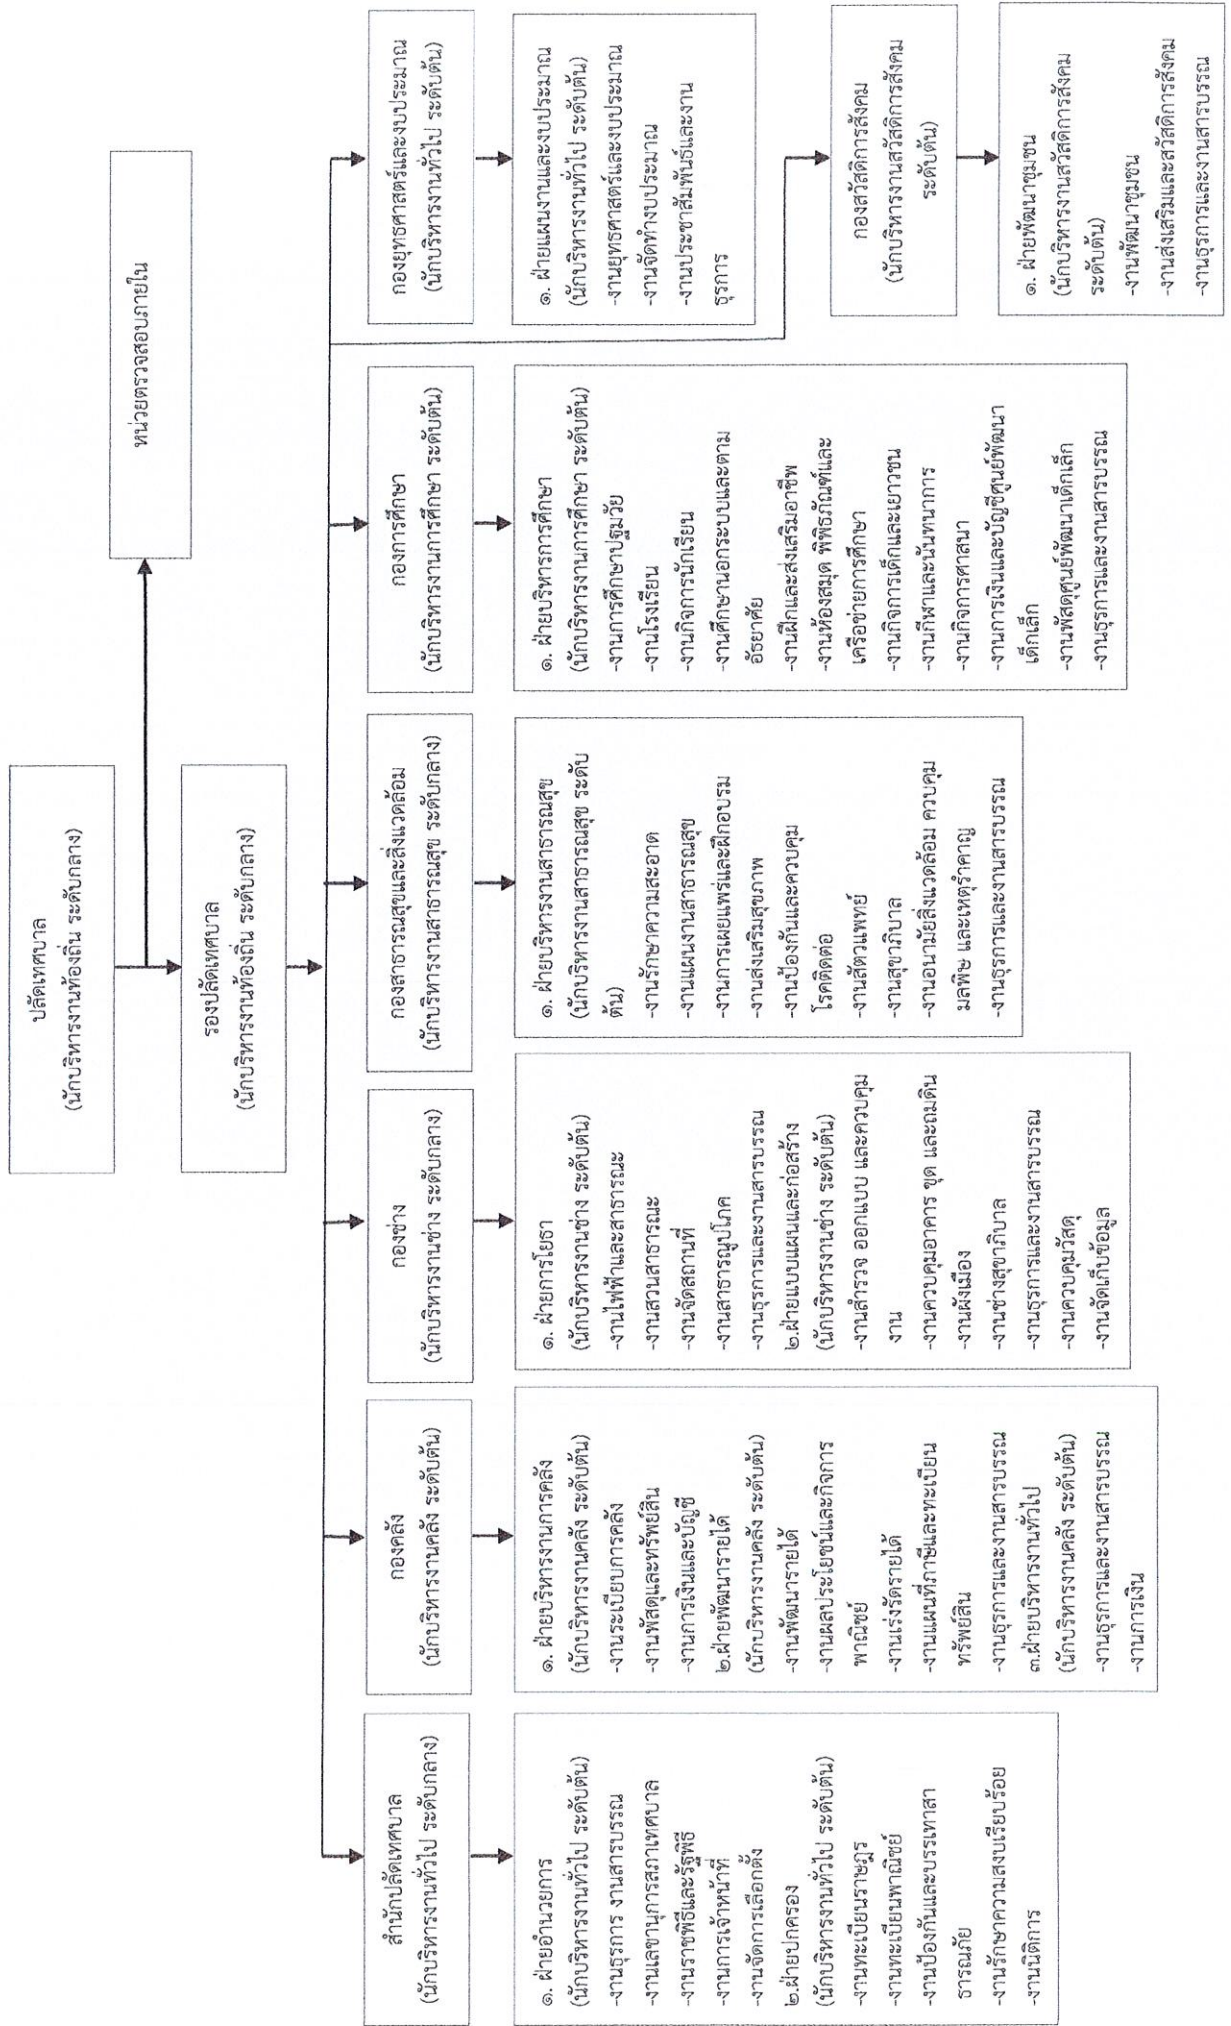 ปลัดเทศบาล
(นักบริหารงานท้องถิ่น ระดับกลาง)
หน่วยตรวจสอบภายใน
รองปลัดเทศบาล
(นักบริหารงานท้องถิ่น ระดับกลาง)
สำนักปลัดเทศบาล
(นักบริหารงานทั่วไป ระดับกลาง)
กองคลัง
(นักบริหารงานคลัง ระดับต้น)
กองช่าง
(นักบริหารงานช่าง ระดับกลาง)
กองสาธารณสุขและสิ่งแวดล้อม
(นักบริหารงานสาธารณสุข ระดับกลาง)
กองการศึกษา
(นักบริหารงานการศึกษา ระดับต้น)
กองยุทธศาสตร์และงบประมาณ
(นักบริหารงานทั่วไป ระดับต้น)
๑. ฝ่ายอำนวยการ
(นักบริหารงานทั่วไป ระดับต้น)
-งานธุรการ งานสารบรรณ
-งานเลขานุการสภาเทศบาล
-งานราชพิธีและรัฐพิธี
-งานการเจ้าหน้าที่
-งานจัดการเลือกตั้ง
๒.ฝ่ายปกครอง
(นักบริหารงานทั่วไป ระดับต้น)
-งานทะเบียนราษฎร
-งานทะเบียนพาณิชย์
-งานป้องกันและบรรเทาสา
ธารณภัย
-งานรักษาความสงบเรียบร้อย
-งานนิติการ
๑. ฝ่ายบริหารงานการคลัง
(นักบริหารงานคลัง ระดับต้น)
-งานระเบียบการคลัง
-งานพัสดุและทรัพย์สิน
-งานการเงินและบัญชี
๒.ฝ่ายพัฒนารายได้
(นักบริหารงานคลัง ระดับต้น)
-งานพัฒนารายได้
-งานผลประโยชน์และกิจการ
พาณิชย์
-งานเร่งรัดรายได้
-งานแผนที่ภาษีและทะเบียน
ทรัพย์สิน
-งานธุรการและงานสารบรรณ
๓.ฝ่ายบริหารงานทั่วไป
(นักบริหารงานคลัง ระดับต้น)
-งานธุรการและงานสารบรรณ
-งานการเงิน
๑. ฝ่ายการโยธา
(นักบริหารงานช่าง ระดับต้น)
-งานไฟฟ้าและสาธารณะ
-งานสวนสาธารณะ
-งานจัดสถานที่
-งานสาธารณูปโภค
-งานธุรการและงานสารบรรณ
๒.ฝ่ายแบบแผนและก่อสร้าง
(นักบริหารงานช่าง ระดับต้น)
-งานสำรวจ ออกแบบ และควบคุม
งาน
-งานควบคุมอาคาร ขุด และถมดิน
-งานผังเมือง
-งานช่างสุขาภิบาล
-งานธุรการและงานสารบรรณ
-งานควบคุมวัสดุ
-งานจัดเก็บข้อมูล
๑. ฝ่ายบริหารงานสาธารณสุข
(นักบริหารงานสาธารณสุข ระดับ
ต้น)
-งานรักษาความสะอาด
-งานแผนงานสาธารณสุข
-งานการเผยแพร่และฝึกอบรม
-งานส่งเสริมสุขภาพ
-งานป้องกันและควบคุม
โรคติดต่อ
-งานสัตวแพทย์
-งานสุขาภิบาล
-งานอนามัยสิ่งแวดล้อม ควบคุม
มลพิษ และเหตุรำคาญ
-งานธุรการและงานสารบรรณ
๑. ฝ่ายบริหารการศึกษา
(นักบริหารงานการศึกษา ระดับต้น)
-งานการศึกษาปฐมวัย
-งานโรงเรียน
-งานกิจการนักเรียน
-งานศึกษานอกระบบและตาม
อัธยาศัย
-งานฝึกและส่งเสริมอาชีพ
-งานห้องสมุด พิพิธภัณฑ์และ
เครือข่ายการศึกษา
-งานกิจการเด็กและเยาวชน
-งานกีฬาและนันทนาการ
-งานกิจการศาสนา
-งานการเงินและบัญชีศูนย์พัฒนา
เด็กเล็ก
-งานพัสดุศูนย์พัฒนาเด็กเล็ก
-งานธุรการและงานสารบรรณ
๑. ฝ่ายแผนงานและงบประมาณ
(นักบริหารงานทั่วไป ระดับต้น)
-งานยุทธศาสตร์และงบประมาณ
-งานจัดทำงบประมาณ
-งานประชาสัมพันธ์และงาน
ธุรการ
กองสวัสดิการสังคม
(นักบริหารงานสวัสดิการสังคม
ระดับต้น)
๑. ฝ่ายพัฒนาชุมชน
(นักบริหารงานสวัสดิการสังคม
ระดับต้น)
-งานพัฒนาชุมชน
-งานส่งเสริมและสวัสดิการสังคม
-งานธุรการและงานสารบรรณ